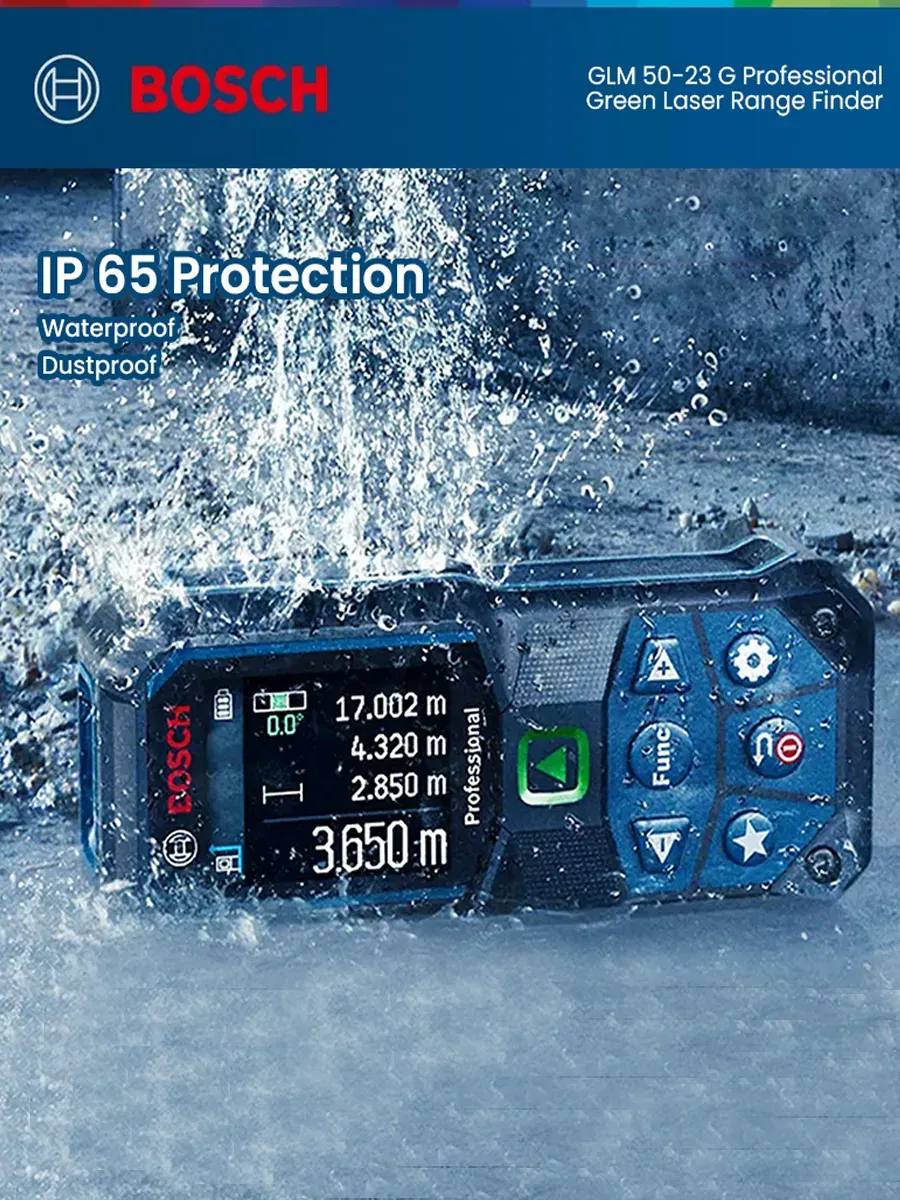 BOSCH
GLM 50-23 G Professional
Green Laser Range Finder
IP 65 Protection
Waterproof
Dustproof
BOSCH
0.0°
17.002 m
4.320 m
2.850 m
3.650 m
Professional
+
Func
-